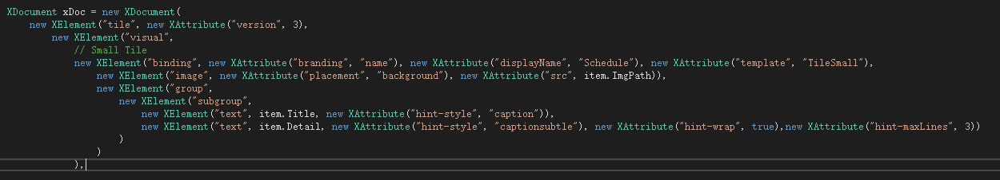 XDocument xDoc = new XDocument(
new XElement("tile", new XAttribute("version", 3),
new XElement("visual",
// Small Tile
new XElement("binding", new XAttribute("branding", "name"), new XAttribute("displayName", "Schedule"), new XAttribute("template", "TileSmall"),
new XElement("image", new XAttribute("placement", "background"), new XAttribute("src", item.ImgPath)),
new XElement("group",
new XElement("subgroup",
new XElement("text", item.Title, new XAttribute("hint-style", "caption")),
new XElement("text", item.Detail, new XAttribute("hint-style", "captionsubtle"), new XAttribute("hint-wrap", true),new XAttribute("hint-maxLines", 3))
)
)
),